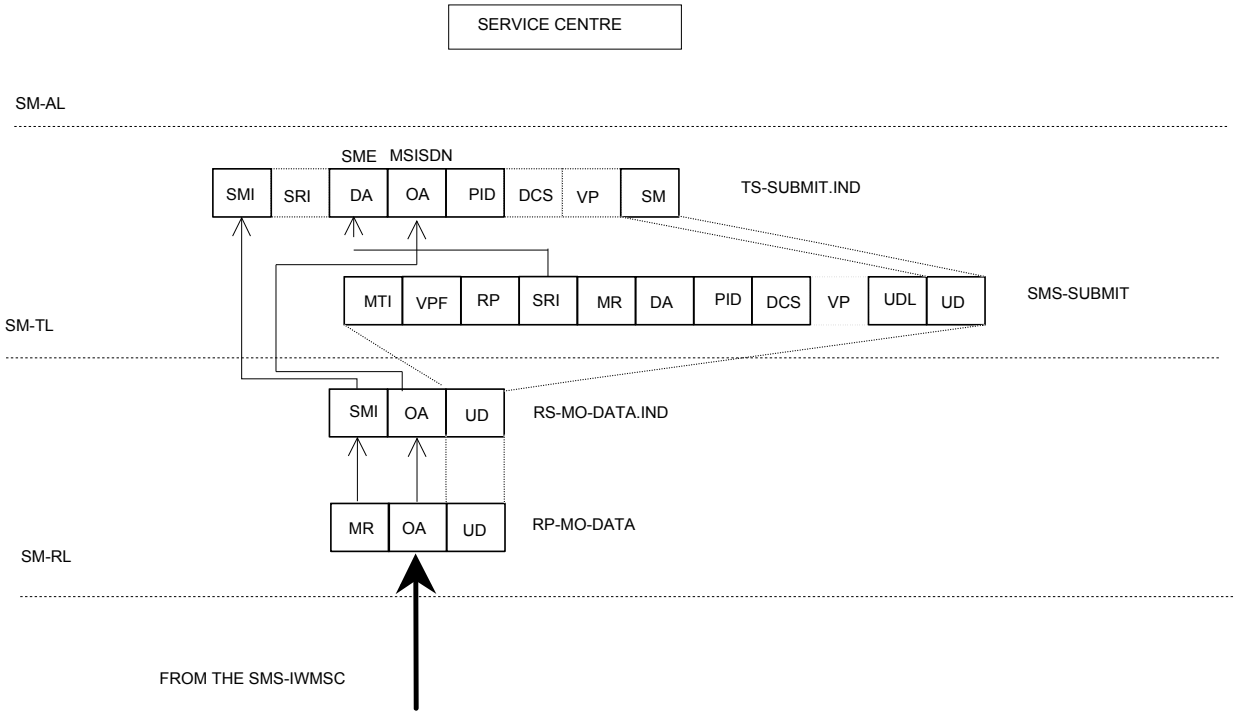 SERVICE CENTRE
SM-AL
SME MSISDN
SMI SRI DA OA PID DCS VP SM TS-SUBMIT.IND
MTI VPF RP SRI MR DA PID DCS VP UDL UD SMS-SUBMIT
SM-TL
SMI OA UD RS-MO-DATA.IND
MR OA UD RP-MO-DATA
SM-RL
FROM THE SMS-IWMSC